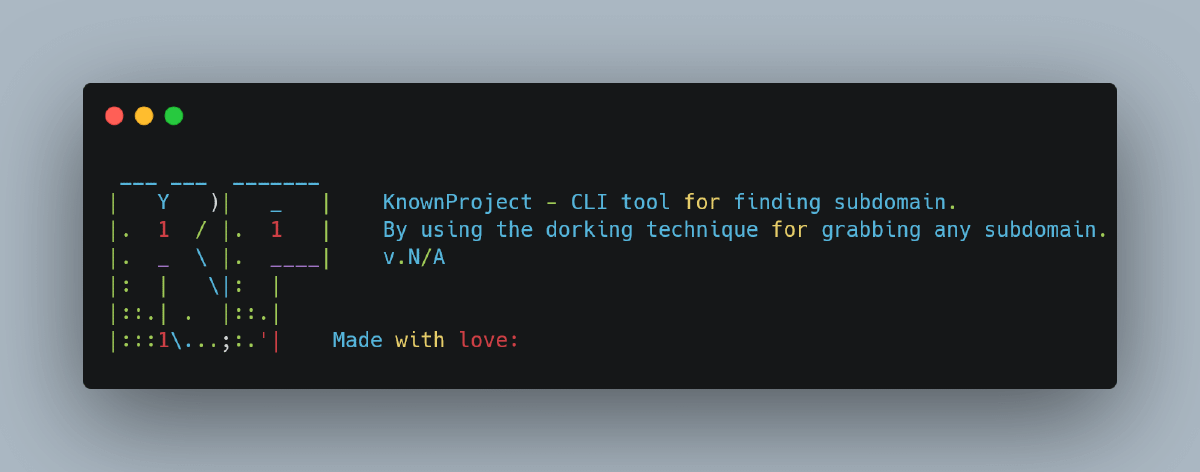 ___ ___  _______
|   Y   )|   _   |    KnownProject - CLI tool for finding subdomain.
|.  1  / |.  1   |    By using the dorking technique for grabbing any subdomain.
|.  _  \ |.  ____|    v.N/A
|:  |   \|:  |
|::.| .  |::.|
|:::1\...;:.'|    Made with love: